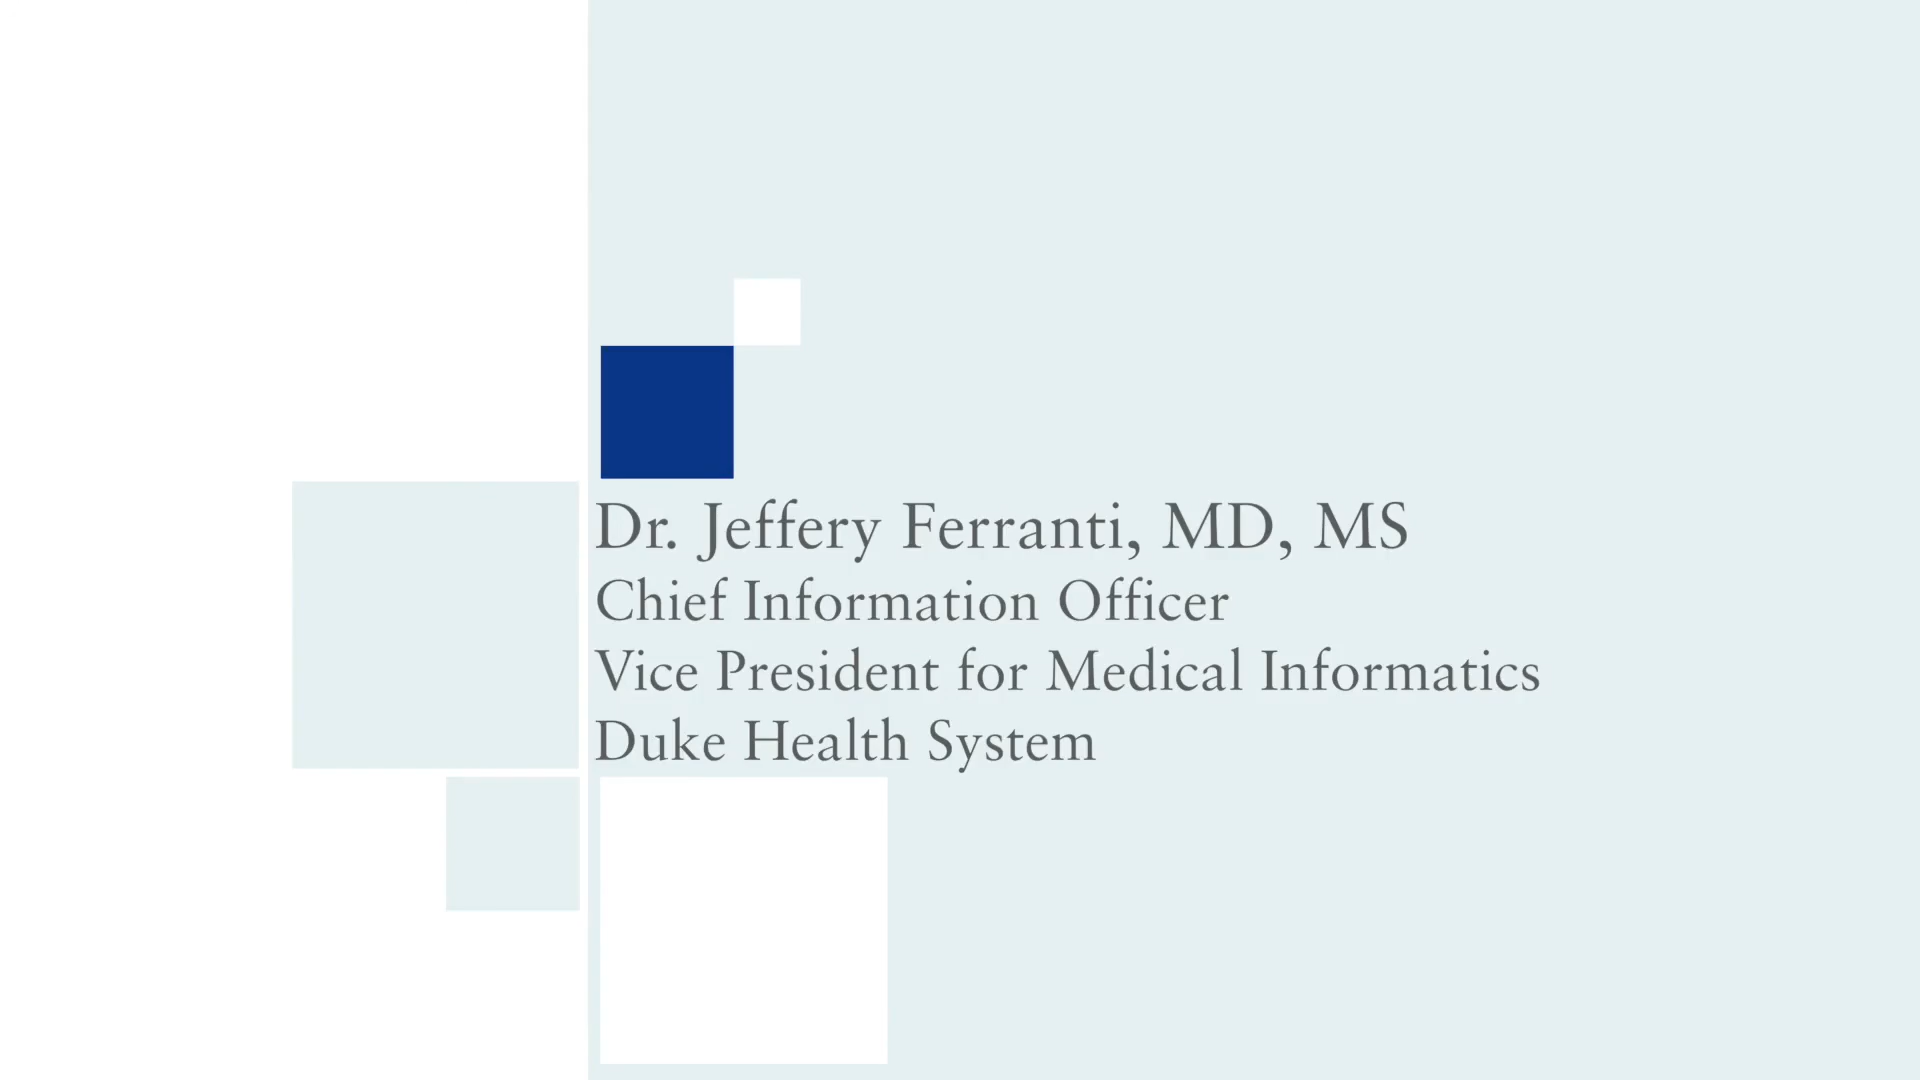 Dr. Jeffery Ferranti, MD, MS
Chief Information Officer
Vice President for Medical Informatics
Duke Health System